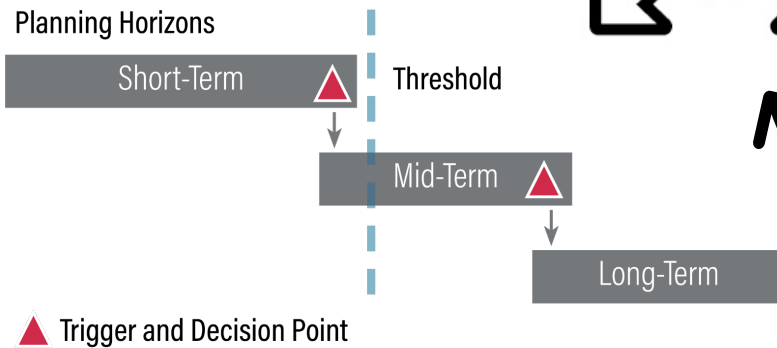 Planning Horizons
Short-Term
Threshold
Mid-Term
Long-Term
Trigger and Decision Point